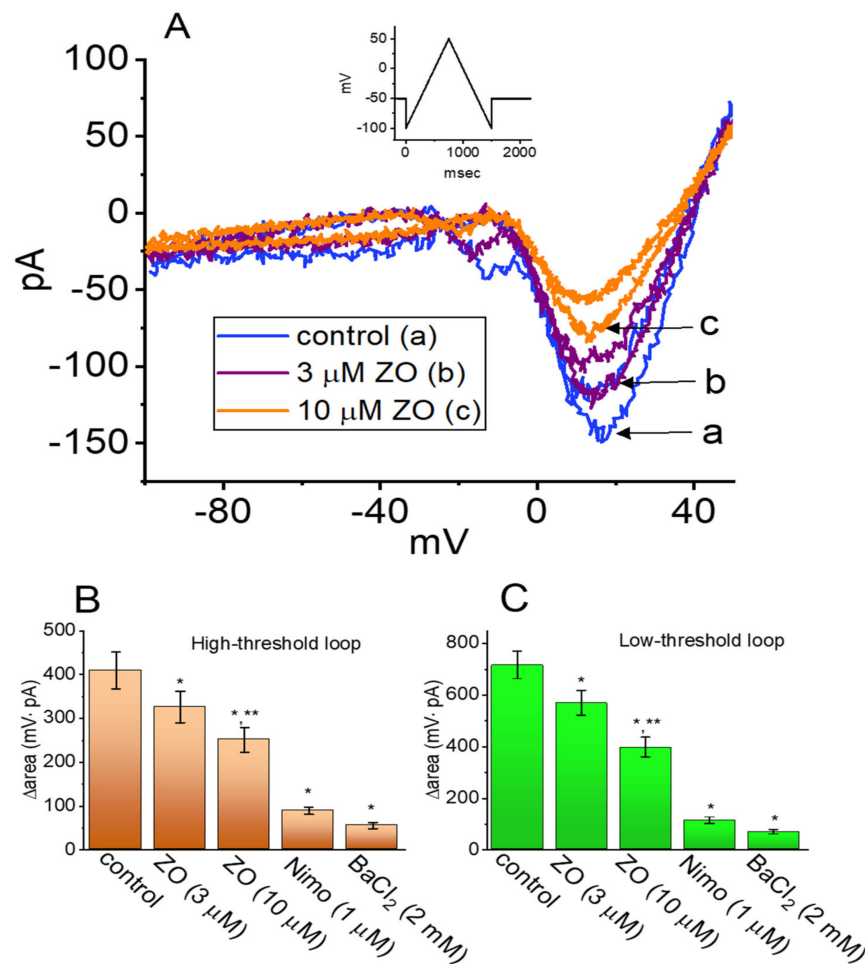 A
50
0
-50
-100
mV
0
1000
2000
msec
100
50
0
-50
-100
-150
pA
control (a)
3 μM ZO (b)
10 μM ZO (c)
c
b
a
-80
-40
0
40
mV
B
High-threshold loop
500
400
300
200
100
0
Δarea (mV· pA)
*
*,**
*
*
control
ZO (3 μM)
ZO (10 μM)
Nimo (1 μM)
BaCl2 (2 mM)
C
Low-threshold loop
800
600
400
200
0
Δarea (mV· pA)
*
*,**
*
*
control
ZO (3 μM)
ZO (10 μM)
Nimo (1 μM)
BaCl2 (2 mM)